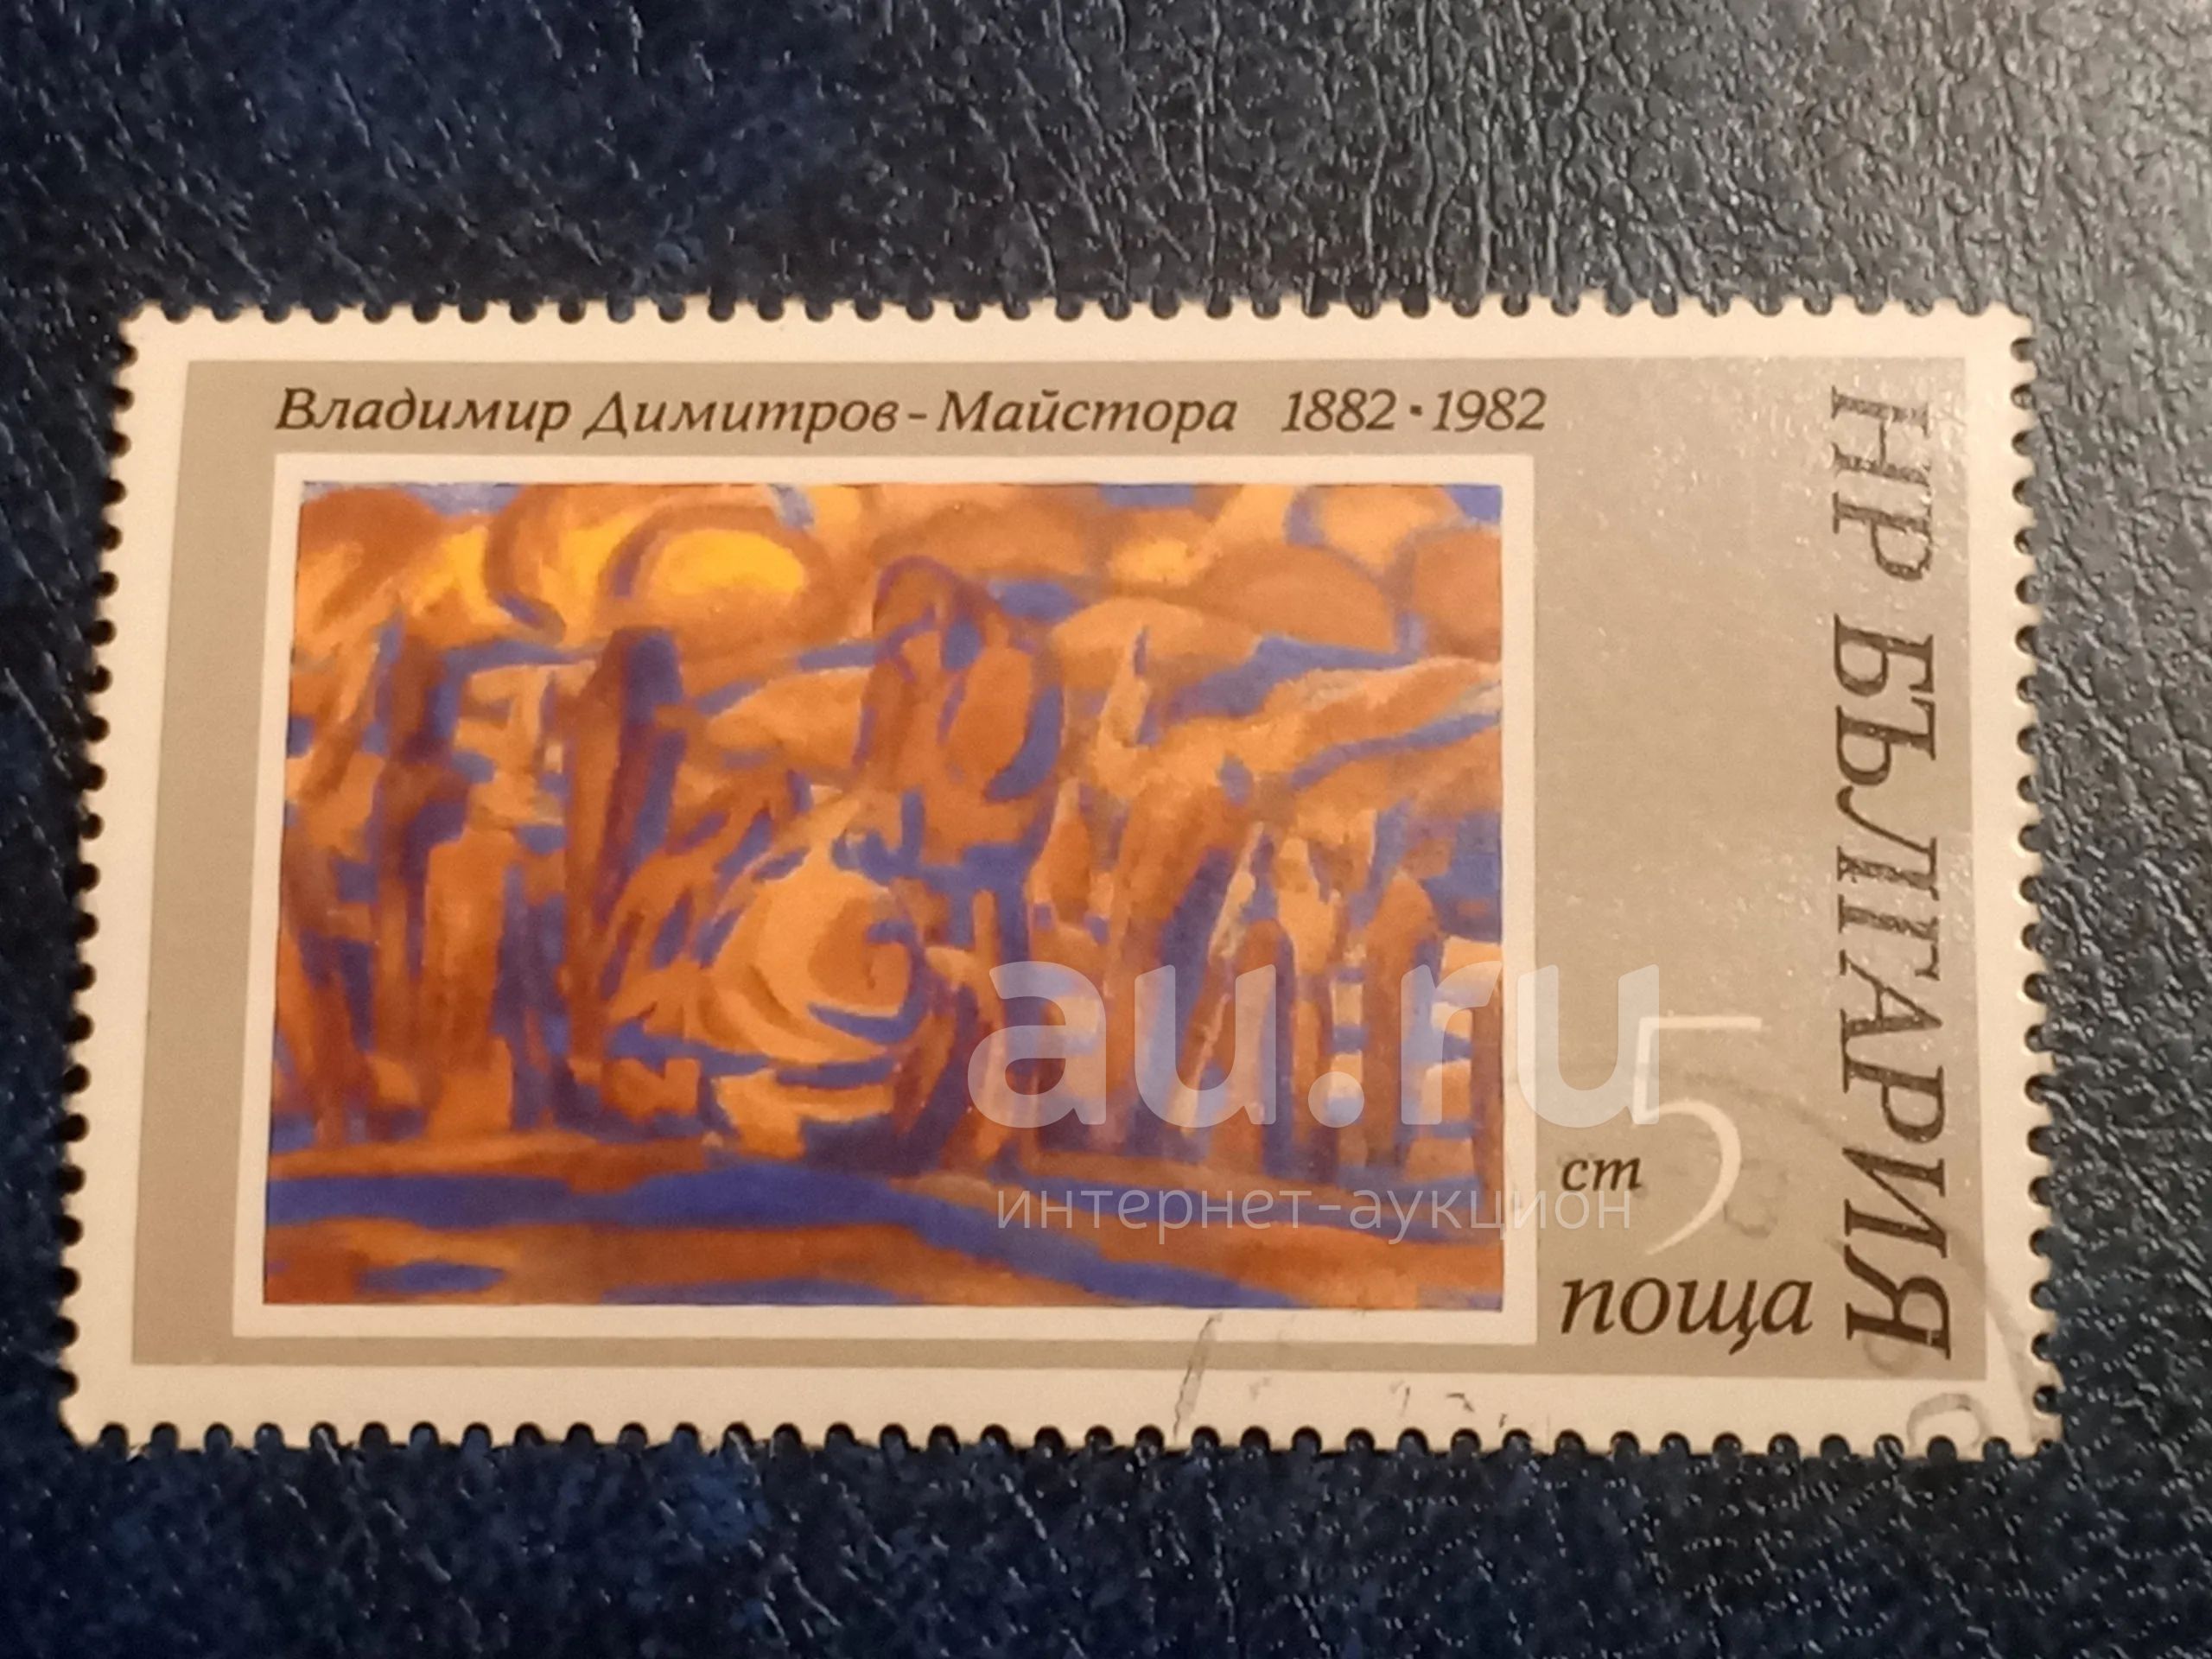 Владимир Димитров - Майстора 1882 • 1982
НР БЪЛГАРИЯ
5
ст
поща
au.ru
интернет-аукцион